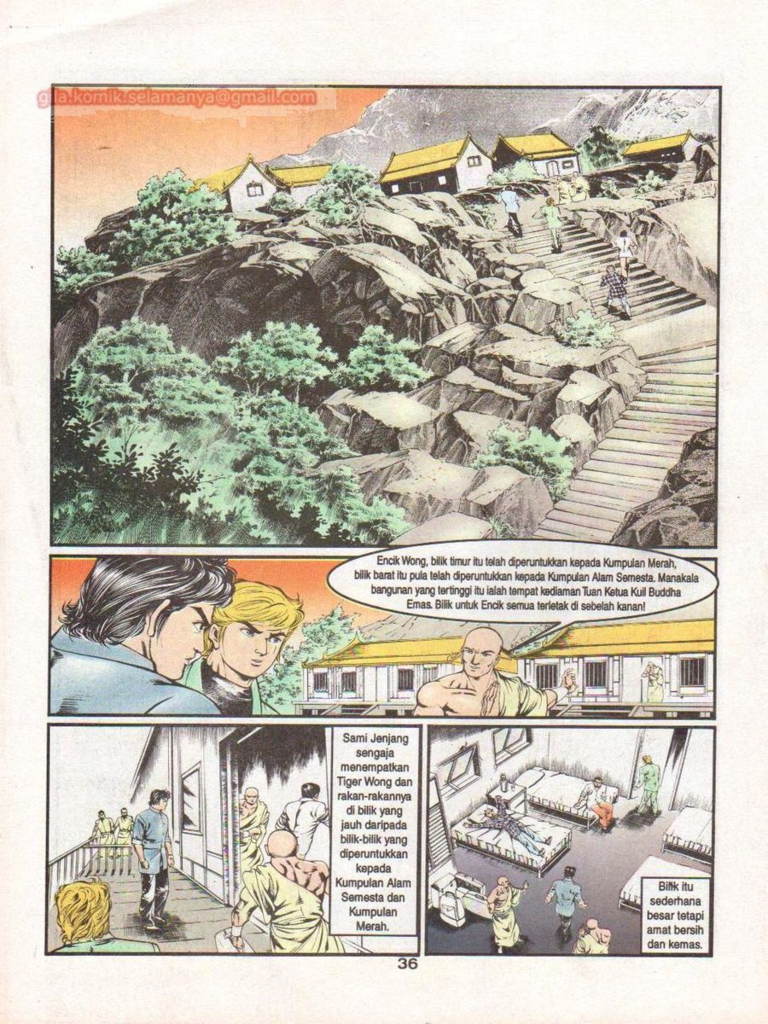 gila.komik.selamanya@gmail.com
Encik Wong, bilik timur itu telah diperuntukkan kepada Kumpulan Merah,
bilik barat itu pula telah diperuntukkan kepada Kumpulan Alam Semesta. Manakala
bangunan yang tertinggi itu ialah tempat kediaman Tuan Ketua Kuil Buddha
Emas. Bilik untuk Encik semua terletak di sebelah kanan!
Sami Jenjang
sengaja
menempatkan
Tiger Wong dan
rakan-rakannya
di bilik yang
jauh daripada
bilik-bilik yang
diperuntukkan
kepada
Kumpulan Alam
Semesta dan
Kumpulan
Merah.
Bilik itu
sederhana
besar tetapi
amat bersih
dan kemas.
36